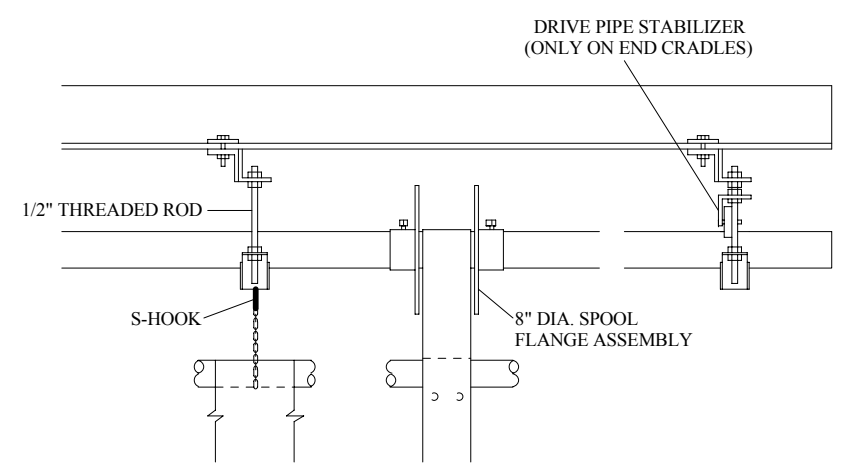 DRIVE PIPE STABILIZER
(ONLY ON END CRADLES)
1/2" THREADED ROD
S-HOOK
8" DIA. SPOOL
FLANGE ASSEMBLY